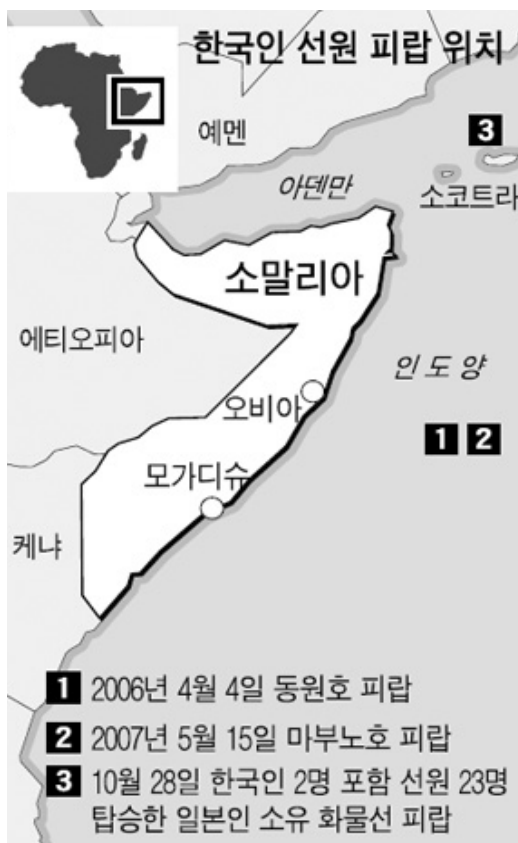 한국인 선원 피랍 위치
예멘
3
아덴만
소코트라
소말리아
에티오피아
인도양
오비아
1 2
모가디슈
케냐
1 2006년 4월 4일 동원호 피랍
2 2007년 5월 15일 마부노호 피랍
3 10월 28일 한국인 2명 포함 선원 23명
탑승한 일본인 소유 화물선 피랍